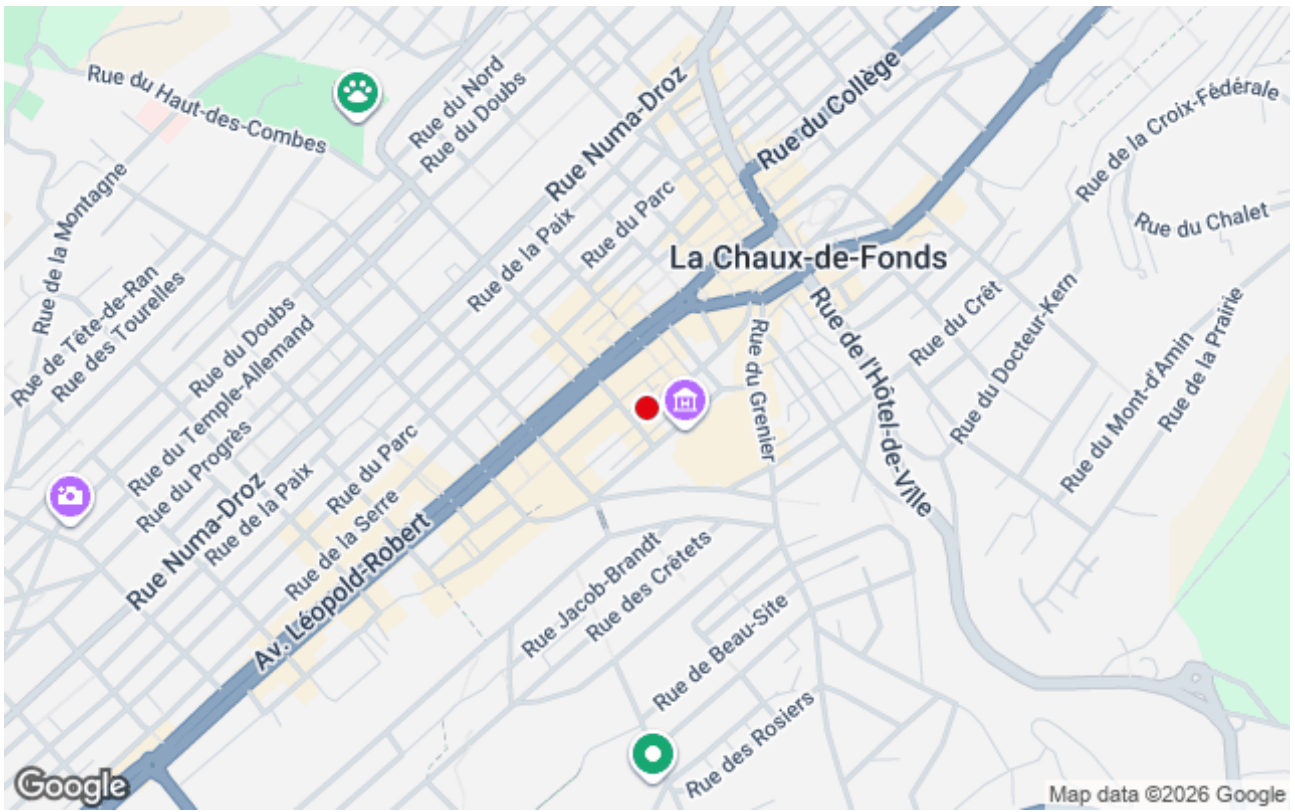 Rue du Haut-des-Combes
Rue du Nord
Rue du Doubs
Rue Numa-Droz
Rue du Collège
Rue de la Croix-Fédérale
Rue du Chalet
Rue de la Montagne
Rue de la Paix
Rue du Parc
La Chaux-de-Fonds
Rue de Tête-de-Ran
Rue des Tourelles
Rue du Doubs
Rue du Temple-Allemand
Rue du Progrès
Rue Numa-Droz
Rue de la Paix
Rue du Parc
Rue de la Serre
Av. Léopold-Robert
Rue du Grenier
Rue de l'Hôtel-de-Ville
Rue du Crêt
Rue du Docteur-Kern
Rue du Mont-d'Amin
Rue de la Prairie
Rue Jacob-Brandt
Rue des Crêtets
Rue de Beau-Site
Rue des Rosiers
Google
Map data ©2026 Google